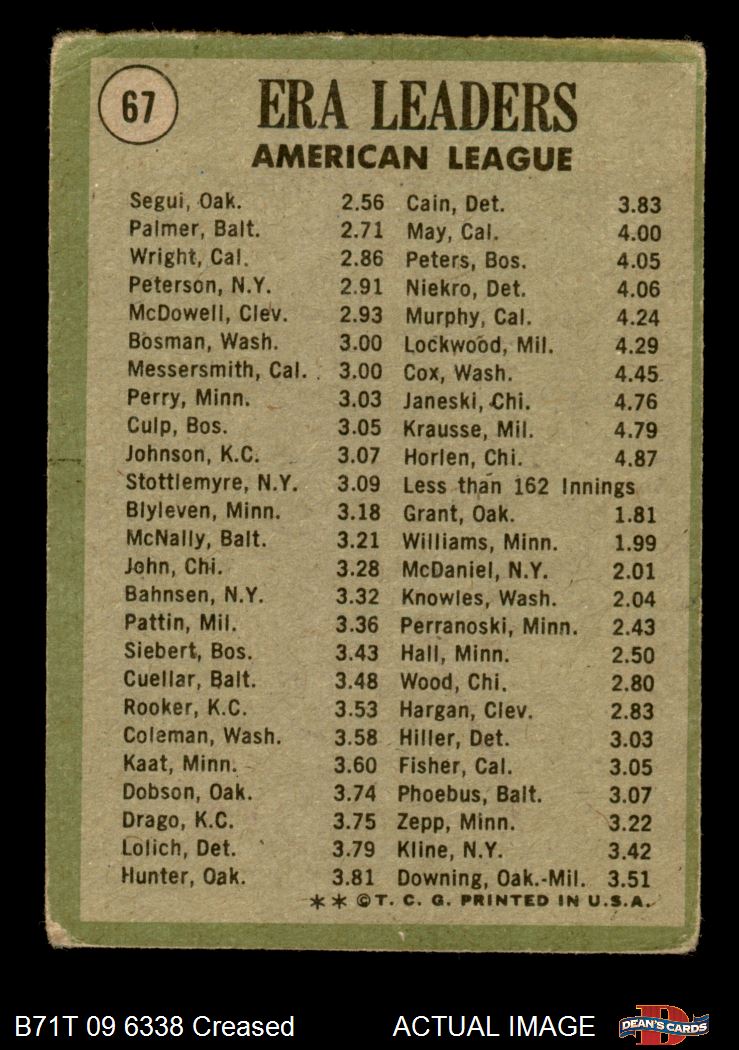 67
ERA LEADERS
AMERICAN LEAGUE
Segui, Oak. 2.56
Palmer, Balt. 2.71
Wright, Cal. 2.86
Peterson, N.Y. 2.91
McDowell, Clev. 2.93
Bosman, Wash. 3.00
Messersmith, Cal. 3.00
Perry, Minn. 3.03
Culp, Bos. 3.05
Johnson, K.C. 3.07
Stottlemyre, N.Y. 3.09
Blyleven, Minn. 3.18
McNally, Balt. 3.21
John, Chi. 3.28
Bahnsen, N.Y. 3.32
Pattin, Mil. 3.36
Siebert, Bos. 3.43
Cuellar, Balt. 3.48
Rooker, K.C. 3.53
Coleman, Wash. 3.58
Kaat, Minn. 3.60
Dobson, Oak. 3.74
Drago, K.C. 3.75
Lolich, Det. 3.79
Hunter, Oak. 3.81
Cain, Det. 3.83
May, Cal. 4.00
Peters, Bos. 4.05
Niekro, Det. 4.06
Murphy, Cal. 4.24
Lockwood, Mil. 4.29
Cox, Wash. 4.45
Janeski, Chi. 4.76
Krausse, Mil. 4.79
Horlen, Chi. 4.87
Less than 162 Innings
Grant, Oak. 1.81
Williams, Minn. 1.99
McDaniel, N.Y. 2.01
Knowles, Wash. 2.04
Perranoski, Minn. 2.43
Hall, Minn. 2.50
Wood, Chi. 2.80
Hargan, Clev. 2.83
Hiller, Det. 3.03
Fisher, Cal. 3.05
Phoebus, Balt. 3.07
Zepp, Minn. 3.22
Kline, N.Y. 3.42
Downing, Oak.-Mil. 3.51
** ©T. C. G. PRINTED IN U.S.A.
B71T 09 6338 Creased
ACTUAL IMAGE
D
DEAN'S CARDS